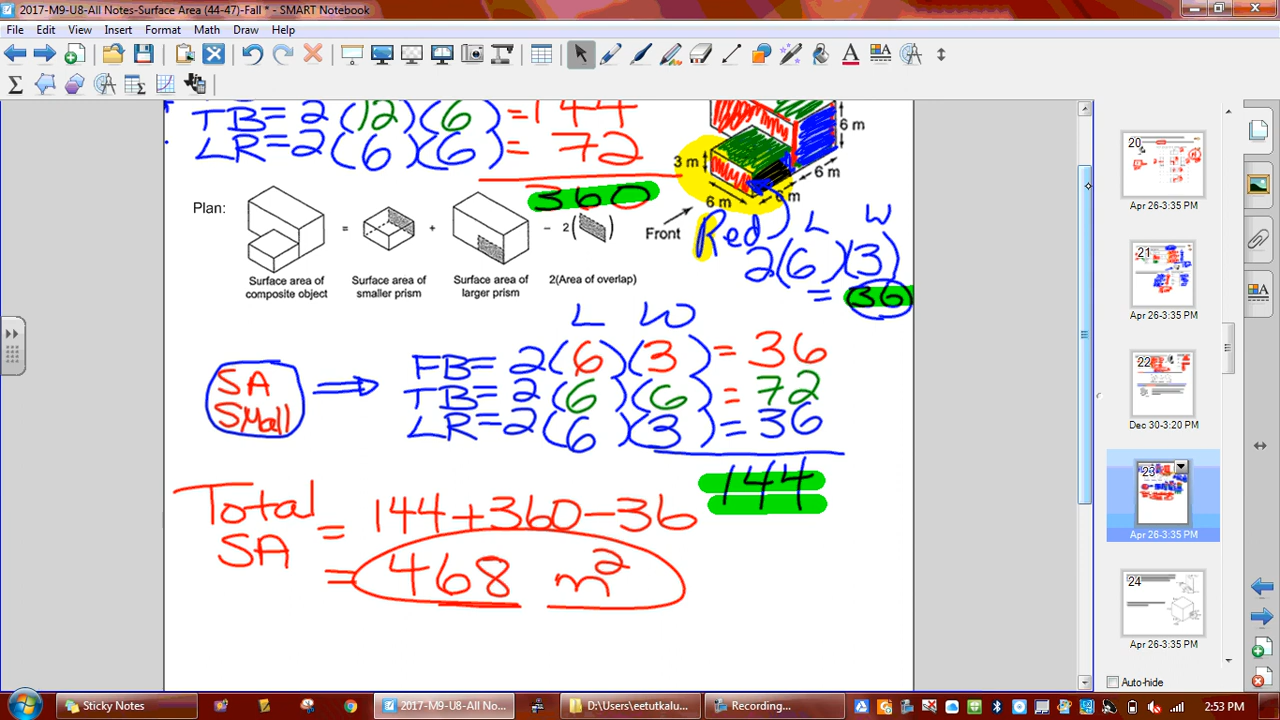 2017-M9-U8-All Notes-Surface Area (44-47)-Fall * - SMART Notebook
File Edit View Insert Format Math Draw Help
TB= 2(12)(6)=144
LR=2(6)(6)= 72
360
Plan:
=
+
- 2( )
Surface area of composite object
Surface area of smaller prism
Surface area of larger prism
2(Area of overlap)
6 m
3 m
6 m
6 m
6 m
Front
Red
L W
2(6)(3)
= 36
L W
SA
Small
FB= 2(6)(3)= 36
TB= 2(6)(6)= 72
LR=2(6)(3)= 36
144
Total
SA
= 144+360-36
= 468 m²
20
Apr 26-3:35 PM
21
Apr 26-3:35 PM
22
Dec 30-3:20 PM
23
Apr 26-3:35 PM
24
Apr 26-3:35 PM
Auto-hide
Sticky Notes
2017-M9-U8-All No...
D:\Users\eetutkalu...
Recording...
2:53 PM